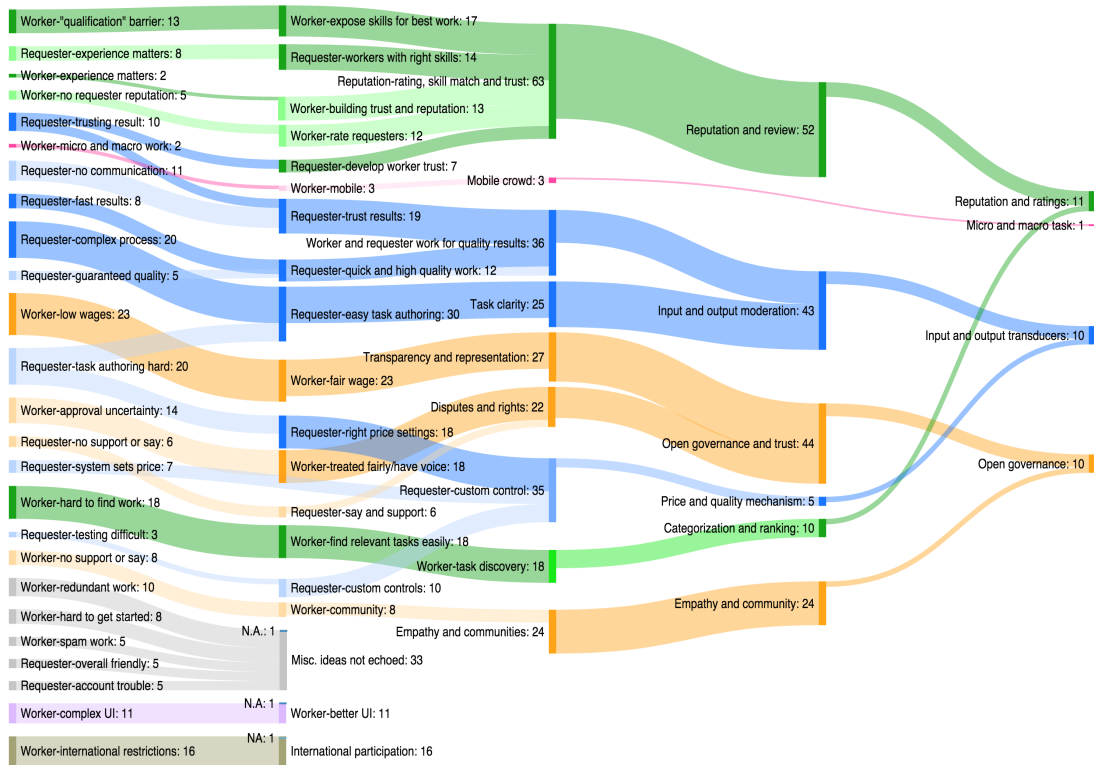 Worker-"qualification" barrier: 13
Requester-experience matters: 8
Worker-experience matters: 2
Worker-no requester reputation: 5
Requester-trusting result: 10
Worker-micro and macro work: 2
Requester-no communication: 11
Requester-fast results: 8
Requester-complex process: 20
Requester-guaranteed quality: 5
Worker-low wages: 23
Requester-task authoring hard: 20
Worker-approval uncertainty: 14
Requester-no support or say: 6
Requester-system sets price: 7
Worker-hard to find work: 18
Requester-testing difficult: 3
Worker-no support or say: 8
Worker-redundant work: 10
Worker-hard to get started: 8
Worker-spam work: 5
Requester-overall friendly: 5
Requester-account trouble: 5
Worker-complex UI: 11
Worker-international restrictions: 16
Worker-expose skills for best work: 17
Requester-workers with right skills: 14
Worker-building trust and reputation: 13
Worker-rate requesters: 12
Requester-develop worker trust: 7
Worker-mobile: 3
Requester-trust results: 19
Requester-quick and high quality work: 12
Requester-easy task authoring: 30
Worker-fair wage: 23
Requester-right price settings: 18
Worker-treated fairly/have voice: 18
Requester-say and support: 6
Worker-find relevant tasks easily: 18
Requester-custom controls: 10
Worker-community: 8
N.A.: 1
Misc. ideas not echoed: 33
N.A: 1
Worker-better UI: 11
NA: 1
International participation: 16
Reputation-rating, skill match and trust: 63
Mobile crowd: 3
Worker and requester work for quality results: 36
Task clarity: 25
Transparency and representation: 27
Disputes and rights: 22
Requester-custom control: 35
Worker-task discovery: 18
Empathy and communities: 24
Reputation and review: 52
Input and output moderation: 43
Open governance and trust: 44
Price and quality mechanism: 5
Categorization and ranking: 10
Empathy and community: 24
Reputation and ratings: 11
Micro and macro task: 1
Input and output transducers: 10
Open governance: 10